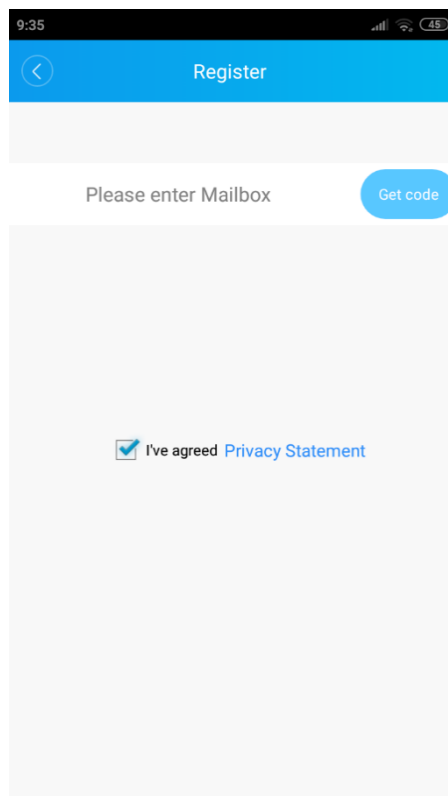 9:35
45
Register
Please enter Mailbox
Get code
I've agreed Privacy Statement